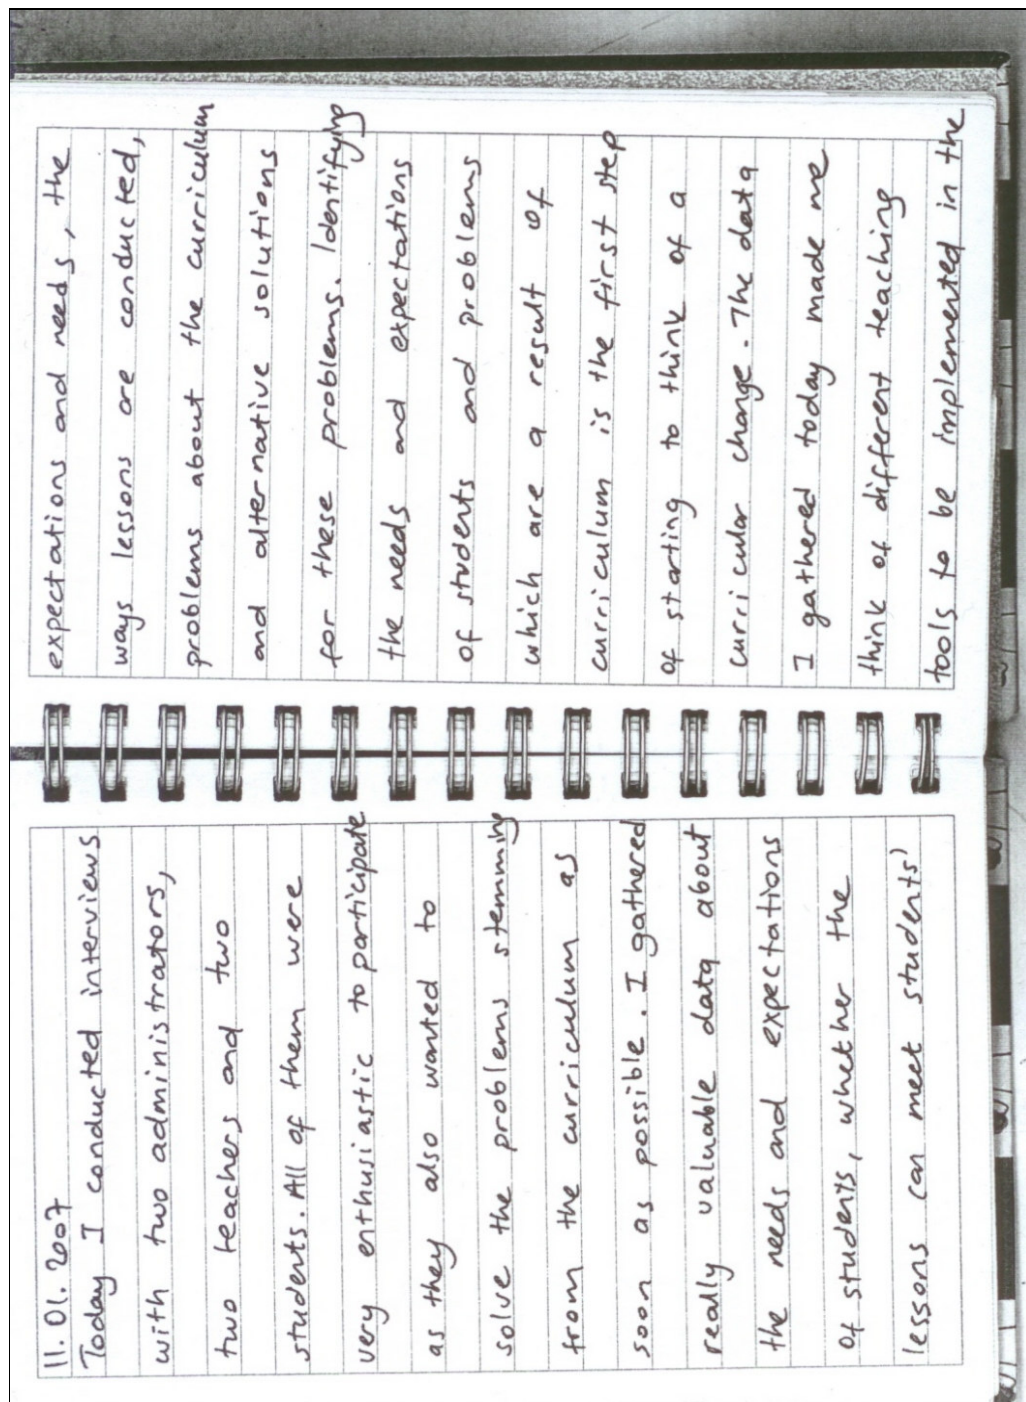 11.01.2007
Today I conducted interviews
with two administrators,
two teachers and two
students. All of them were
very enthusiastic to participate
as they also wanted to
solve the problems stemming
from the curriculum as
soon as possible. I gathered
really valuable data about
the needs and expectations
of students, whether the
lessons can meet students'
expectations and needs, the
ways lessons are conducted,
problems about the curriculum
and alternative solutions
for these problems. Identifying
the needs and expectations
of students and problems
which are a result of
curriculum is the first step
of starting to think of a
curricular change. The data
I gathered today made me
think of different teaching
tools to be implemented in the